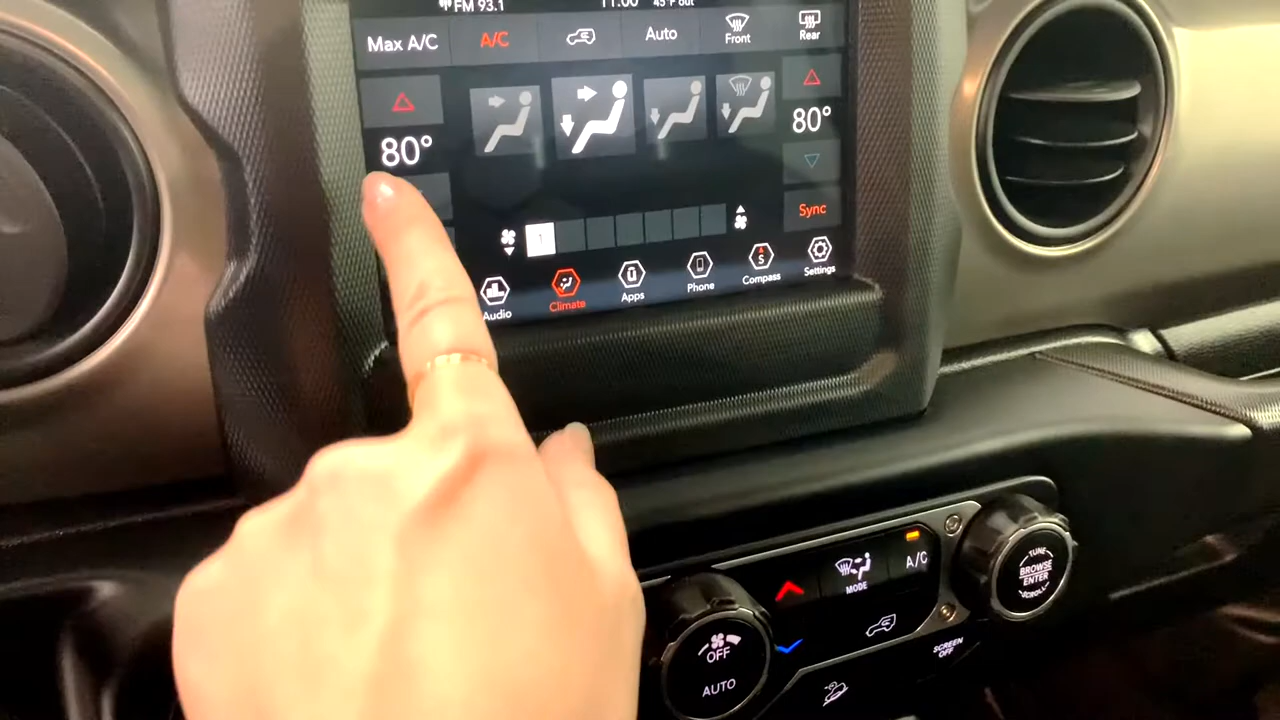 FM 93.1 11:00 45°F out
Max A/C A/C Auto Front Rear
80° 80°
1
Sync
Audio Climate Apps Phone Compass Settings
S
OFF
AUTO
MODE
A/C
SCREEN
OFF
TUNE
BROWSE
ENTER
SCROLL